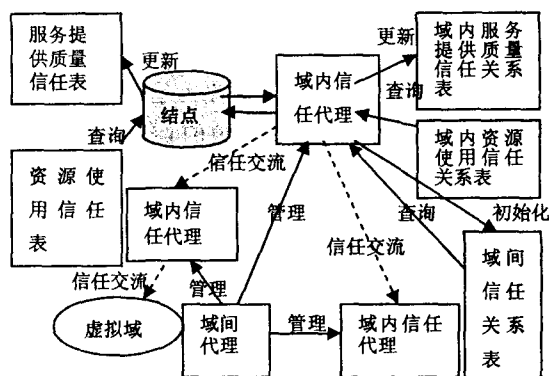 服务提
供质量
信任表
更新
查询
结点
资源使
用信任
表
域内信
任代理
更新
查询
域内服务
提供质量
信任关系
表
域内资源
使用信任
关系表
信任交流
域内信
任代理
管理
查询
初始化
信任交流
域间
信任
关系
表
信任交流
管理
虚拟域
域间
代理
管理
域内信任
代理